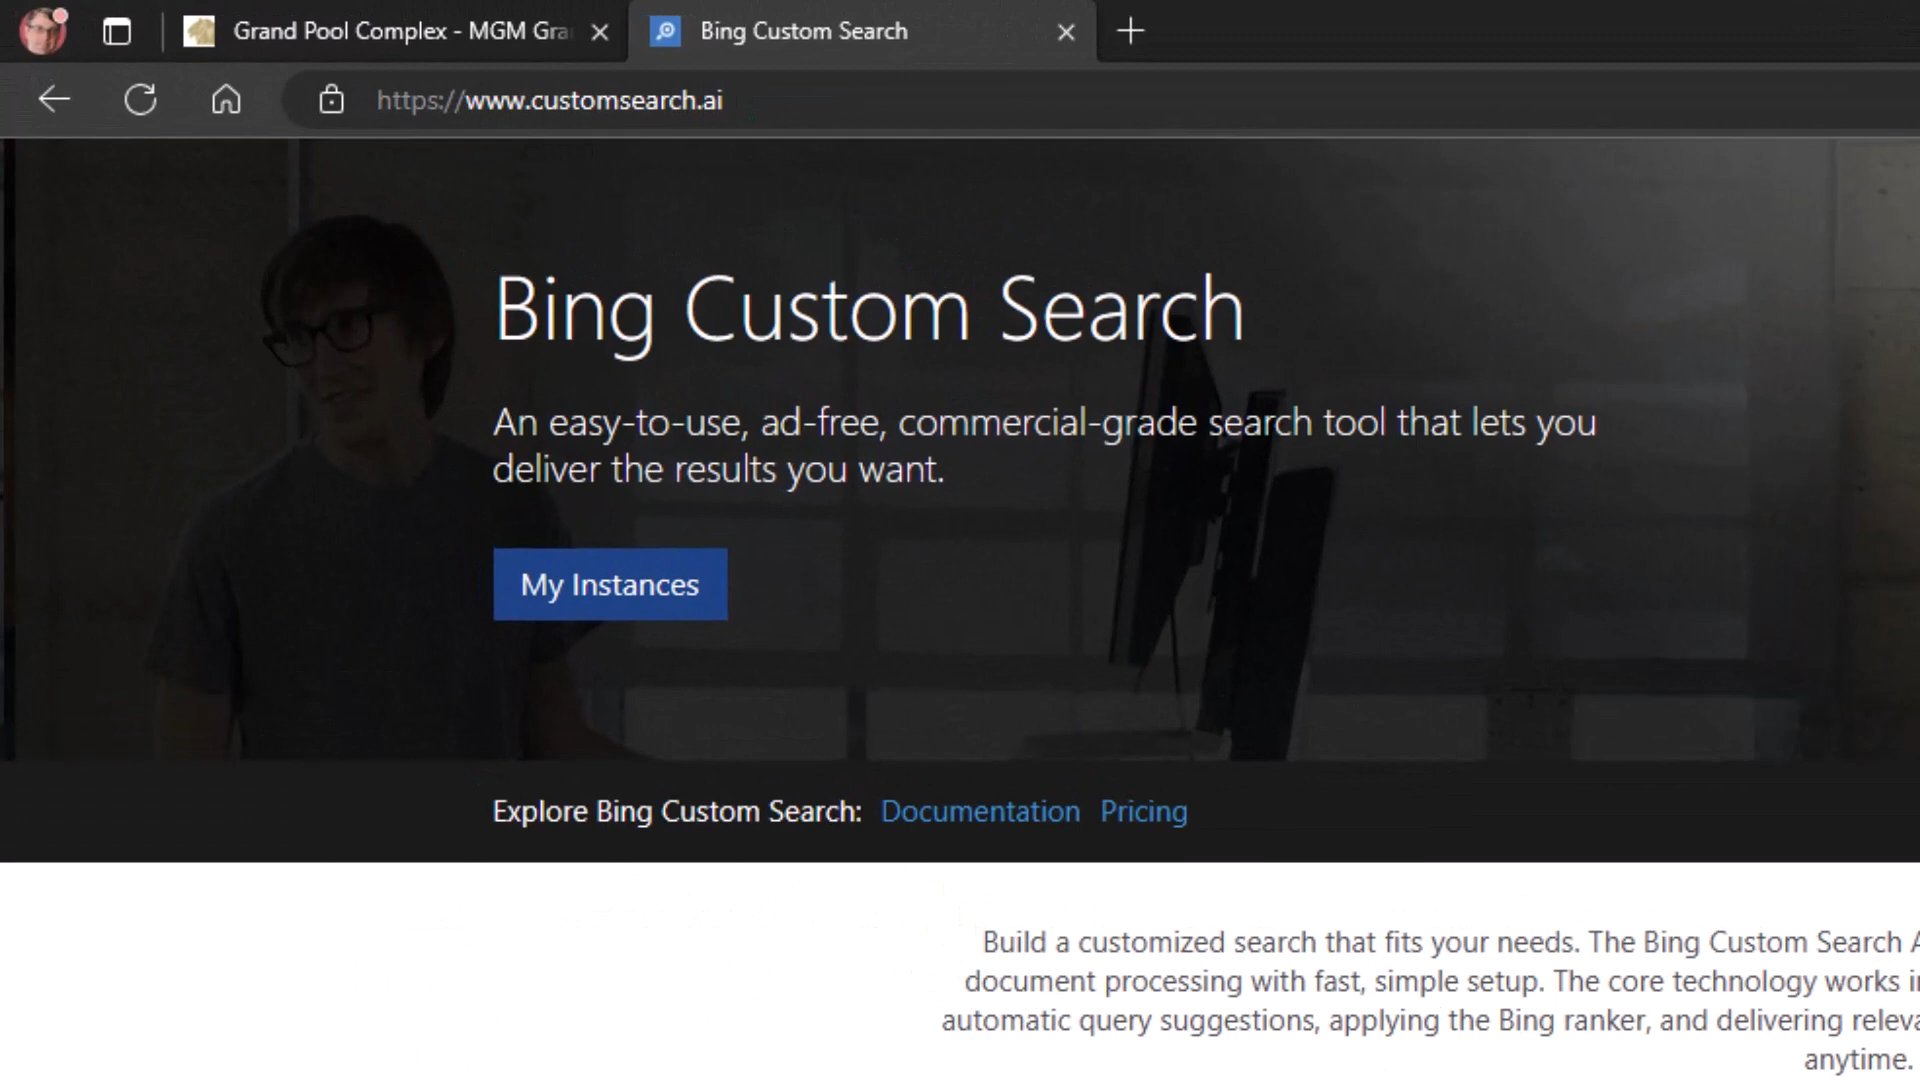 Grand Pool Complex - MGM Gra
Bing Custom Search
https://www.customsearch.ai
Bing Custom Search
An easy-to-use, ad-free, commercial-grade search tool that lets you
deliver the results you want.
My Instances
Explore Bing Custom Search: Documentation Pricing
Build a customized search that fits your needs. The Bing Custom Search A
document processing with fast, simple setup. The core technology works in
automatic query suggestions, applying the Bing ranker, and delivering releva
anytime.